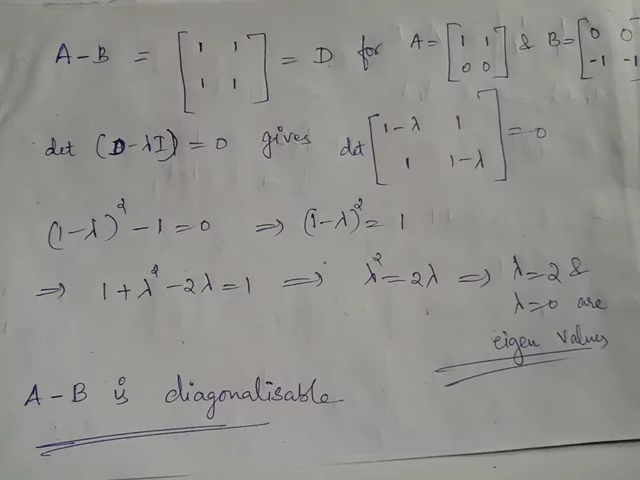 A-B = [1 1; 1 1] = D for A=[1 1; 0 0] & B=[0 0; -1 -1]
det (D-λI)=0 gives det [1-λ 1; 1 1-λ]=0
(1-λ)²-1=0 ⇒ (1-λ)²=1
⇒ 1+λ²-2λ=1 ⇒ λ²=2λ ⇒ λ=2 &
λ=0 are
eigen values
A-B is diagonalisable